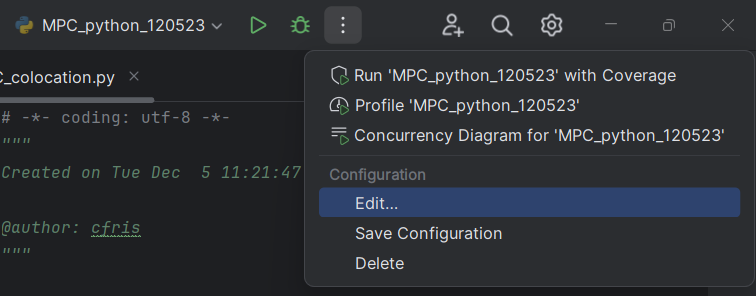 MPC_python_120523
C_colocation.py
Run 'MPC_python_120523' with Coverage
Profile 'MPC_python_120523'
Concurrency Diagram for 'MPC_python_120523'
Configuration
Edit...
Save Configuration
Delete
# -*- coding: utf-8 -*-
"""
Created on Tue Dec  5 11:21:47
@author: cfris
"""